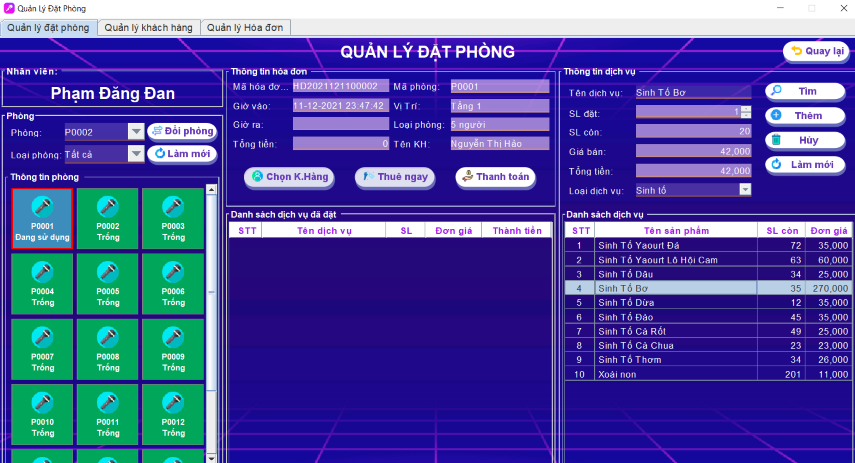 Quản Lý Đặt Phòng
Quản lý đặt phòng Quản lý khách hàng Quản lý Hóa đơn
QUẢN LÝ ĐẶT PHÒNG
Quay lại
Nhân viên:
Phạm Đăng Đan
Phòng
Phòng: P0002 Đổi phòng
Loại phòng: Tất cả Làm mới
Thông tin phòng
P0001 P0002 P0003
Đang sử dụng Trống Trống
P0004 P0005 P0006
Trống Trống Trống
P0007 P0008 P0009
Trống Trống Trống
P0010 P0011 P0012
Trống Trống Trống
Thông tin hóa đơn
Mã hóa đơ... HD2021121100002 Mã phòng: P0001
Giờ vào: 11-12-2021 23:47:42 Vị Trí: Tầng 1
Giờ ra: Loại phòng: 5 người
Tổng tiền: 0 Tên KH: Nguyễn Thị Hảo
Chọn K.Hàng Thuê ngay Thanh toán
Danh sách dịch vụ đã đặt
STT Tên dịch vụ SL Đơn giá Thành tiền
Thông tin dịch vụ
Tên dịch vụ: Sinh Tố Bơ Tìm
SL đặt: 1 Thêm
SL còn: 20 Hủy
Giá bán: 42,000 Làm mới
Tổng tiền: 42,000
Loại dịch vụ: Sinh tố
Danh sách dịch vụ
STT Tên sản phẩm SL còn Đơn giá
1 Sinh Tố Yaourt Đá 72 35,000
2 Sinh Tố Yaourt Lô Hội Cam 63 60,000
3 Sinh Tố Dâu 34 25,000
4 Sinh Tố Bơ 35 270,000
5 Sinh Tố Dừa 12 35,000
6 Sinh Tố Đào 45 35,000
7 Sinh Tố Cà Rốt 49 25,000
8 Sinh Tố Cà Chua 23 23,000
9 Sinh Tố Thơm 34 26,000
10 Xoài non 201 11,000